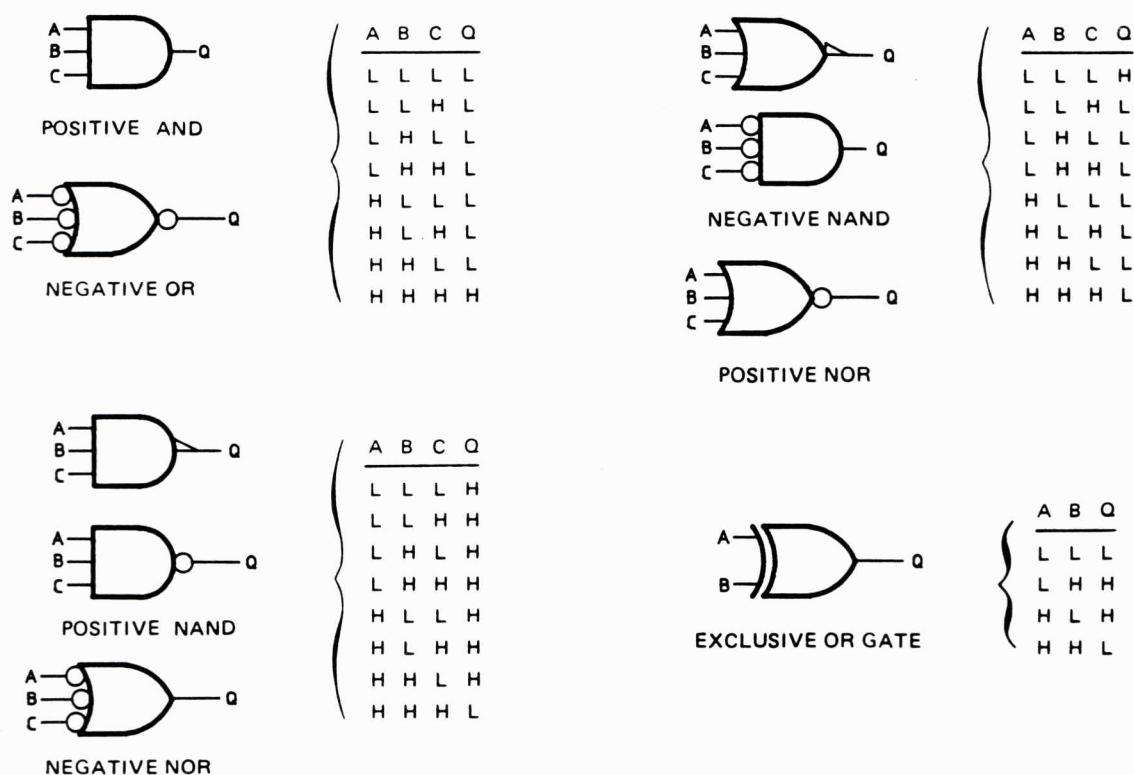 A
B
C
Q
POSITIVE AND
A
B
C
Q
NEGATIVE OR
A B C Q
L L L L
L L H L
L H L L
L H H L
H L L L
H L H L
H H L L
H H H H
A
B
C
Q
A
B
C
Q
NEGATIVE NAND
A
B
C
Q
POSITIVE NOR
A B C Q
L L L H
L L H L
L H L L
L H H L
H L L L
H L H L
H H L L
H H H L
A
B
C
Q
A
B
C
Q
POSITIVE NAND
A
B
C
Q
NEGATIVE NOR
A B C Q
L L L H
L L H H
L H L H
L H H H
H L L H
H L H H
H H L H
H H H L
A
B
Q
EXCLUSIVE OR GATE
A B Q
L L L
L H H
H L H
H H L